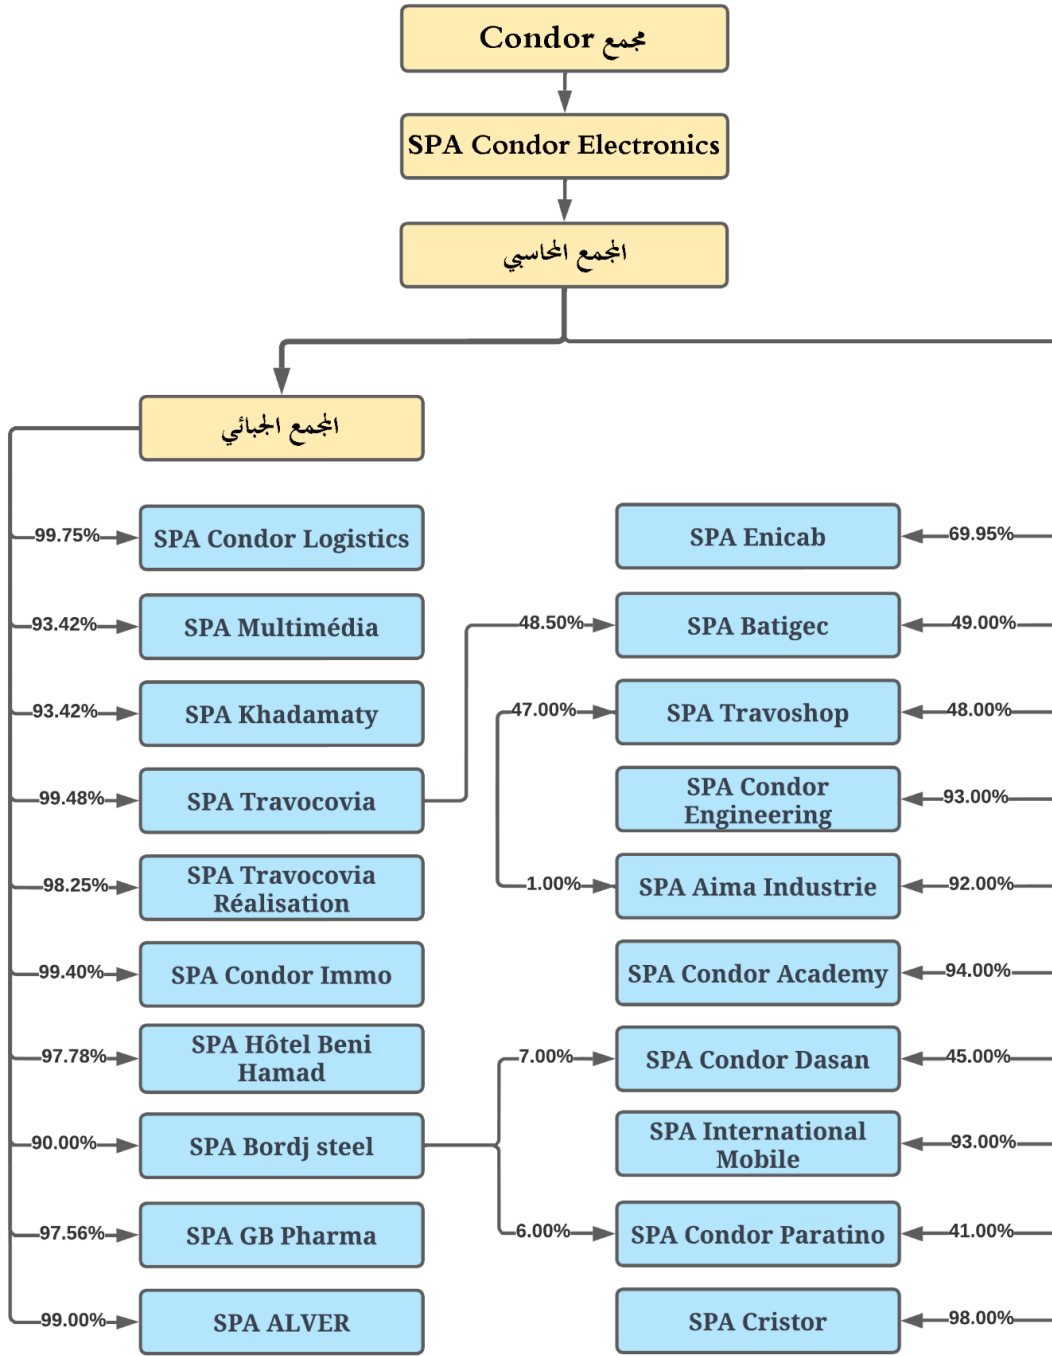 مجمع Condor
SPA Condor Electronics
المجمع المحاسبي
المجمع الجبائي
99.75%
SPA Condor Logistics
SPA Enicab
69.95%
93.42%
SPA Multimédia
48.50%
SPA Batigec
49.00%
93.42%
SPA Khadamaty
47.00%
SPA Travoshop
48.00%
99.48%
SPA Travocovia
SPA Condor
Engineering
93.00%
98.25%
SPA Travocovia
Réalisation
1.00%
SPA Aima Industrie
92.00%
99.40%
SPA Condor Immo
SPA Condor Academy
94.00%
97.78%
SPA Hôtel Beni
Hamad
7.00%
SPA Condor Dasan
45.00%
90.00%
SPA Bordj steel
SPA International
Mobile
93.00%
97.56%
SPA GB Pharma
6.00%
SPA Condor Paratino
41.00%
99.00%
SPA ALVER
SPA Cristor
98.00%